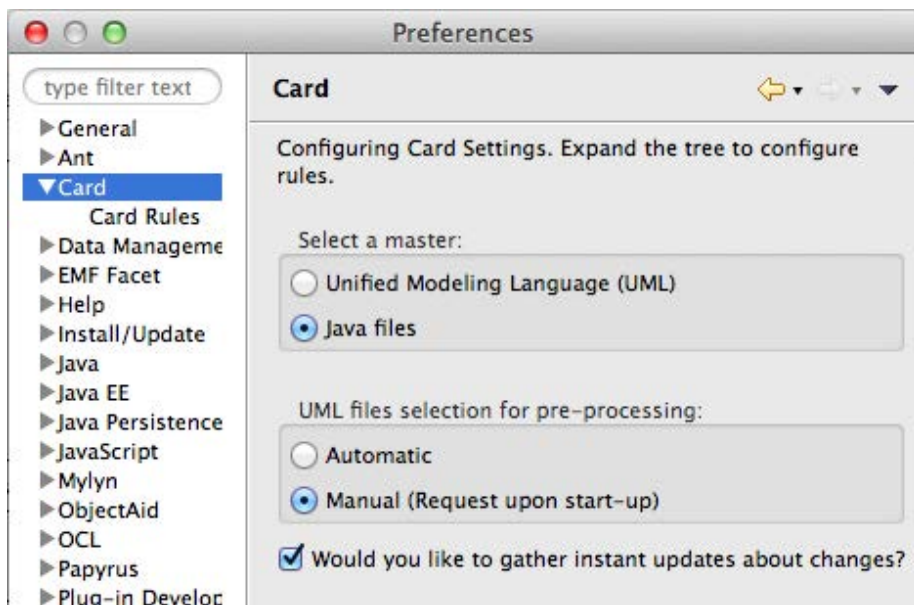 Preferences
type filter text
General
Ant
Card
Card Rules
Data Manageme
EMF Facet
Help
Install/Update
Java
Java EE
Java Persistence
JavaScript
Mylyn
ObjectAid
OCL
Papyrus
Plug-in Develop
Card
Configuring Card Settings. Expand the tree to configure
rules.
Select a master:
Unified Modeling Language (UML)
Java files
UML files selection for pre-processing:
Automatic
Manual (Request upon start-up)
Would you like to gather instant updates about changes?